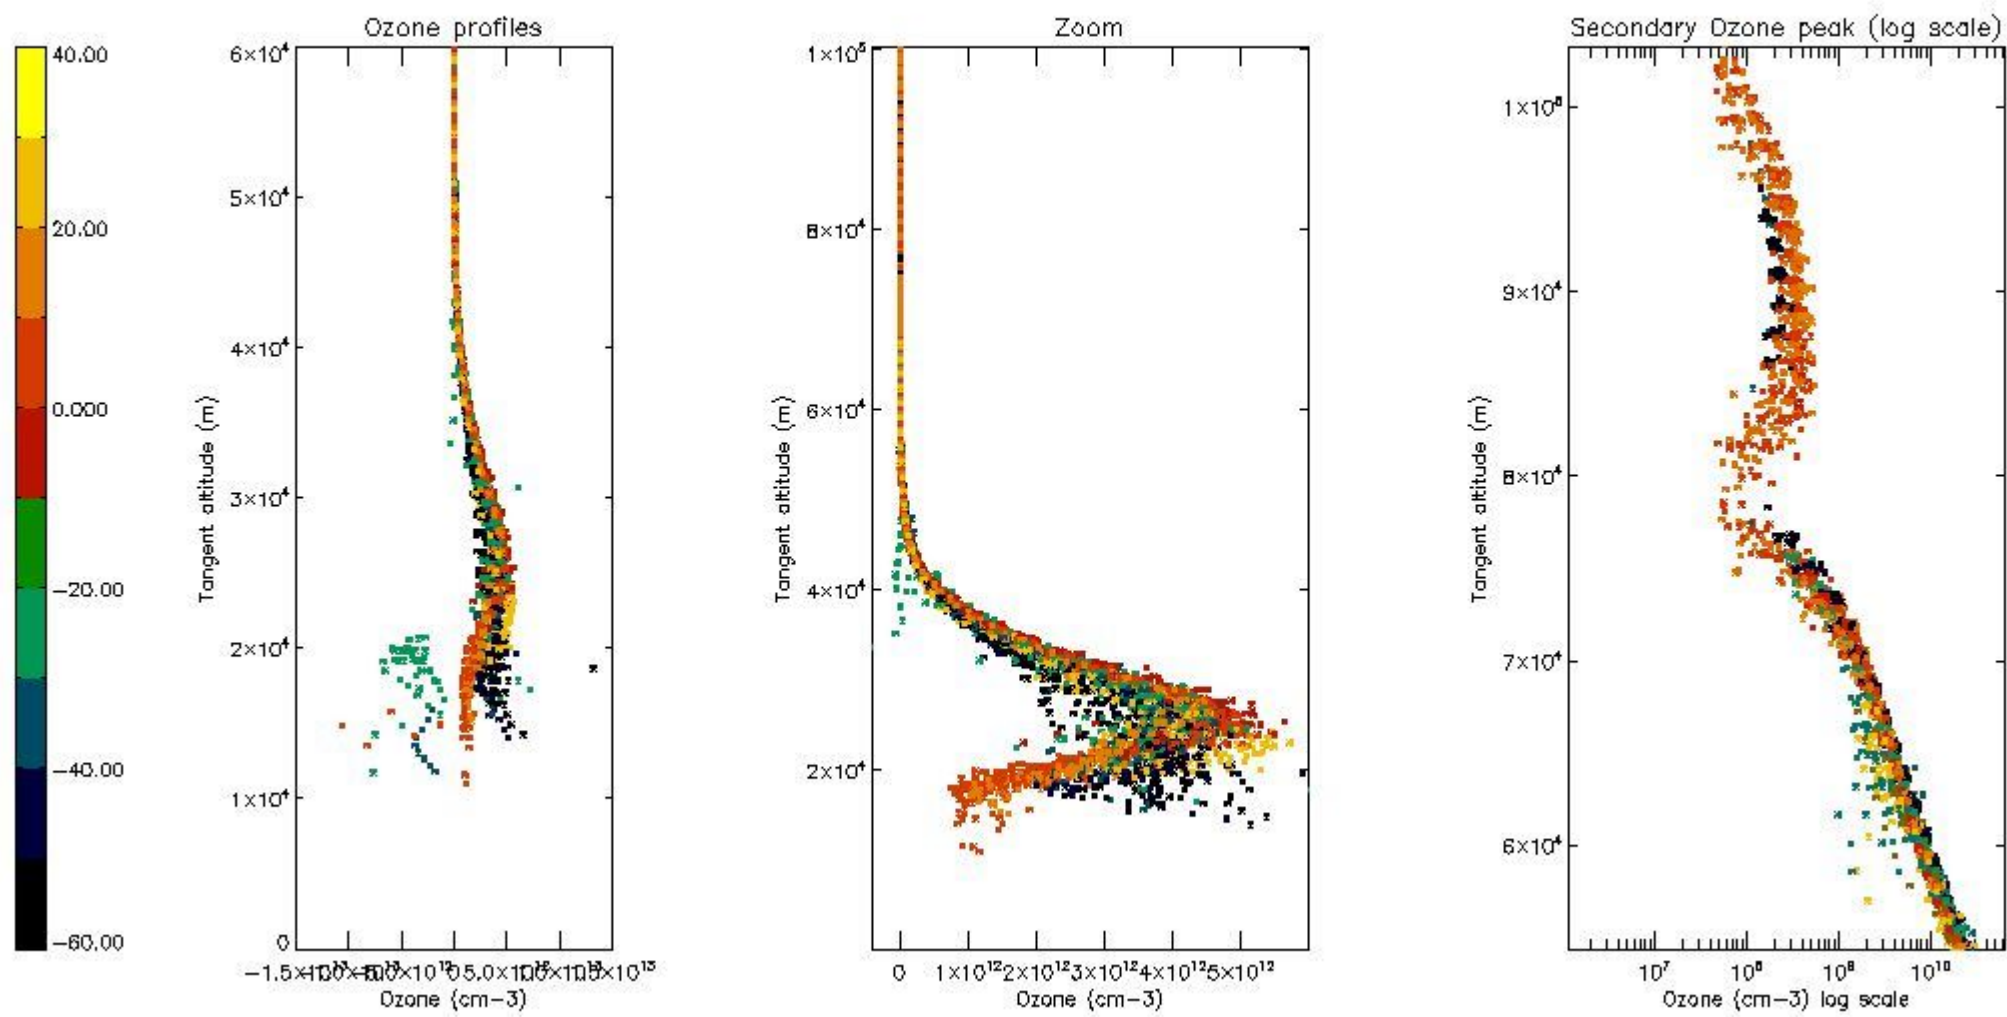 Ozone profiles
Zoom
Secondary Ozone peak (log scale)
40.00
20.00
0.000
−20.00
−40.00
−60.00
6×10⁴
5×10⁴
4×10⁴
3×10⁴
2×10⁴
1×10⁴
0
Tangent altitude (m)
Ozone (cm−3)
1×10⁵
8×10⁴
6×10⁴
4×10⁴
2×10⁴
Tangent altitude (m)
0 1×10¹² 2×10¹² 3×10¹² 4×10¹² 5×10¹²
Ozone (cm−3)
1×10⁵
9×10⁴
8×10⁴
7×10⁴
6×10⁴
Tangent altitude (m)
10⁷ 10⁸ 10⁹ 10¹⁰
Ozone (cm−3) log scale